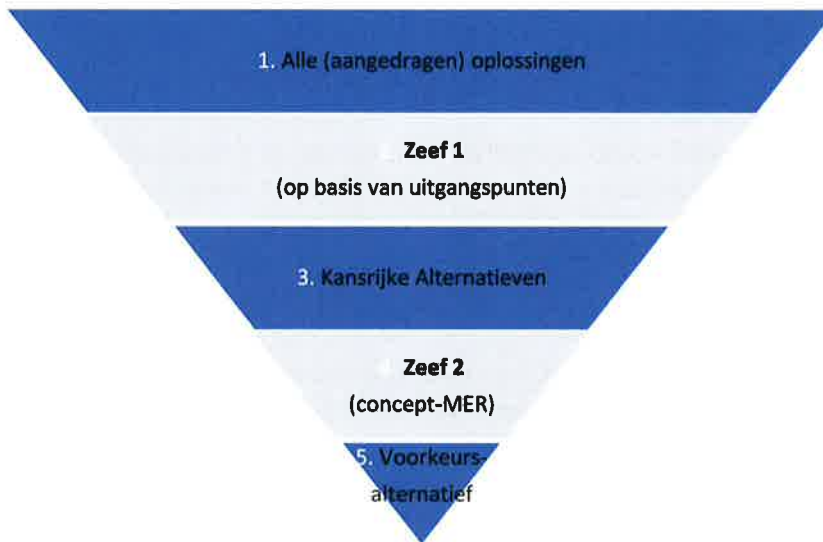 1. Alle (aangedragen) oplossingen
Zeef 1
(op basis van uitgangspunten)
3. Kansrijke Alternatieven
Zeef 2
(concept-MER)
5. Voorkeurs-
alternatief